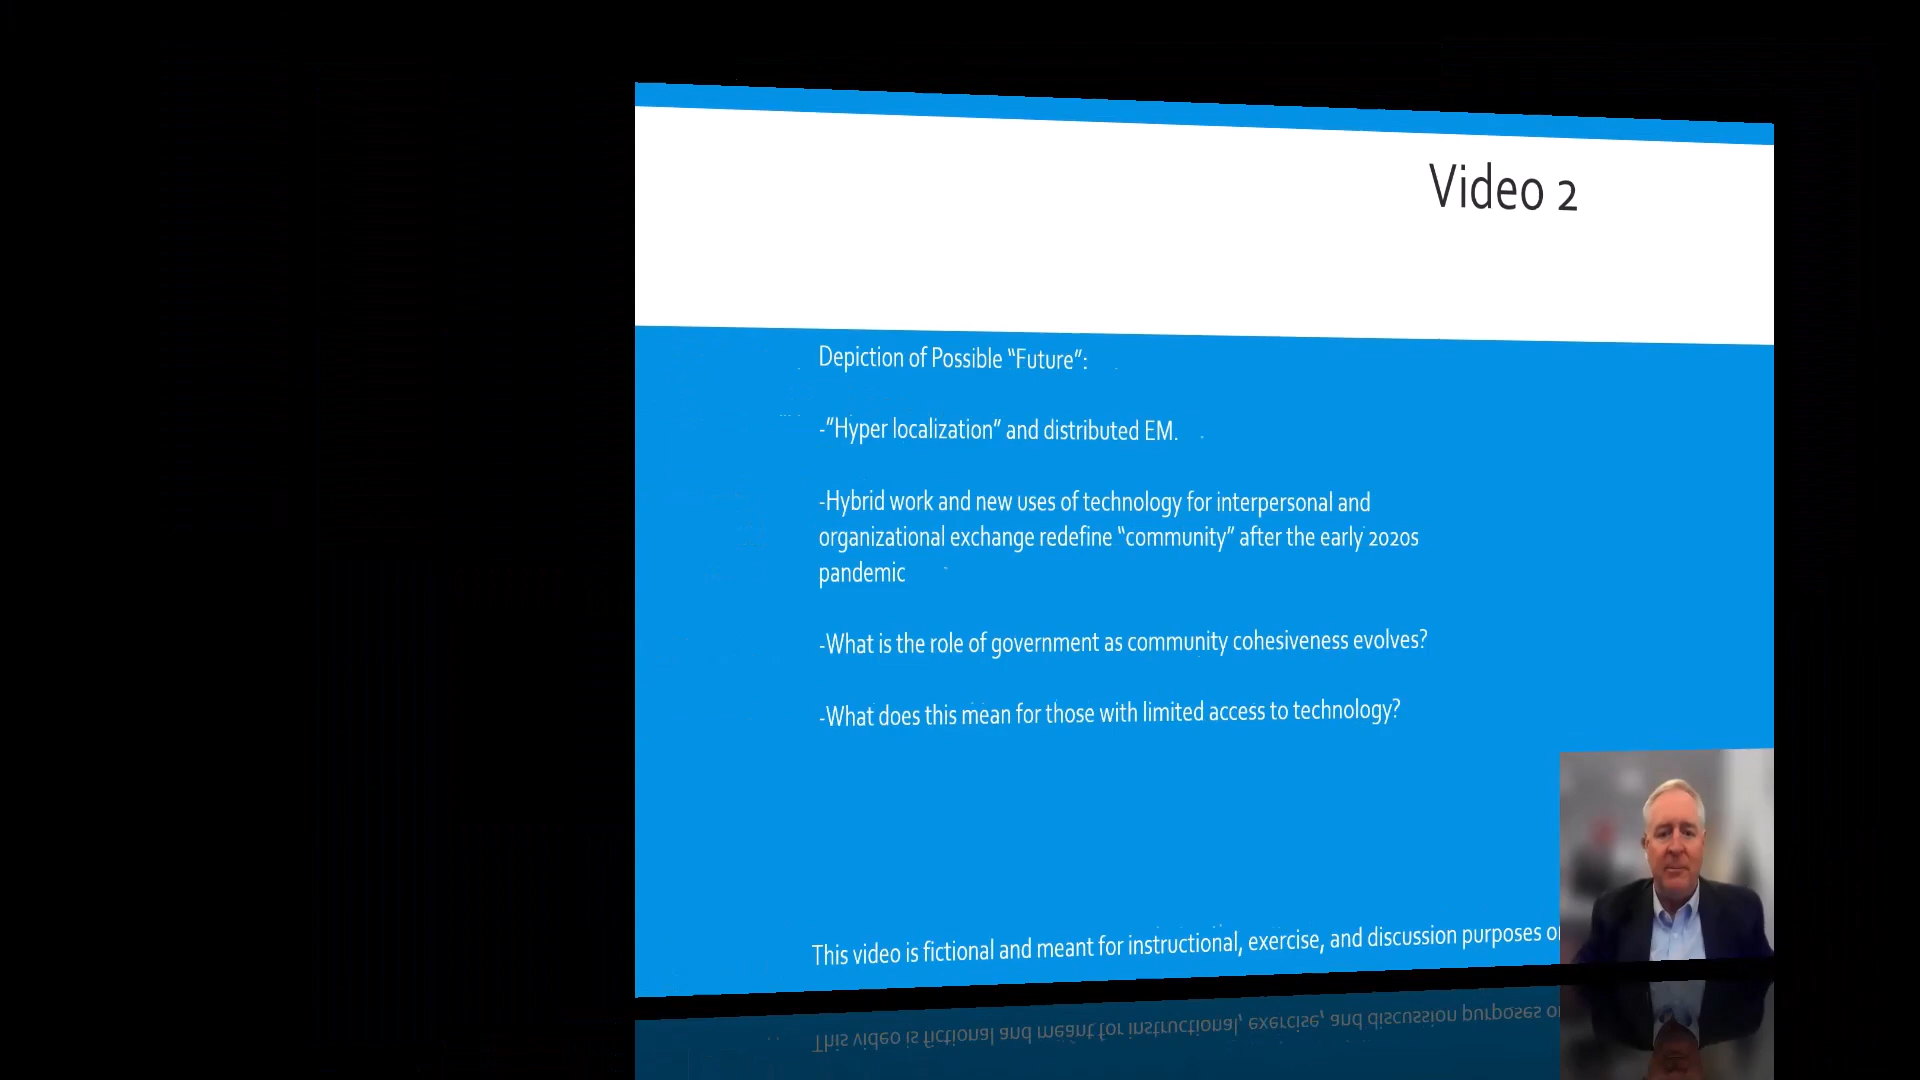 Video 2
Depiction of Possible “Future”:
-“Hyper localization” and distributed EM.
-Hybrid work and new uses of technology for interpersonal and
organizational exchange redefine “community” after the early 2020s
pandemic
-What is the role of government as community cohesiveness evolves?
-What does this mean for those with limited access to technology?
This video is fictional and meant for instructional, exercise, and discussion purposes